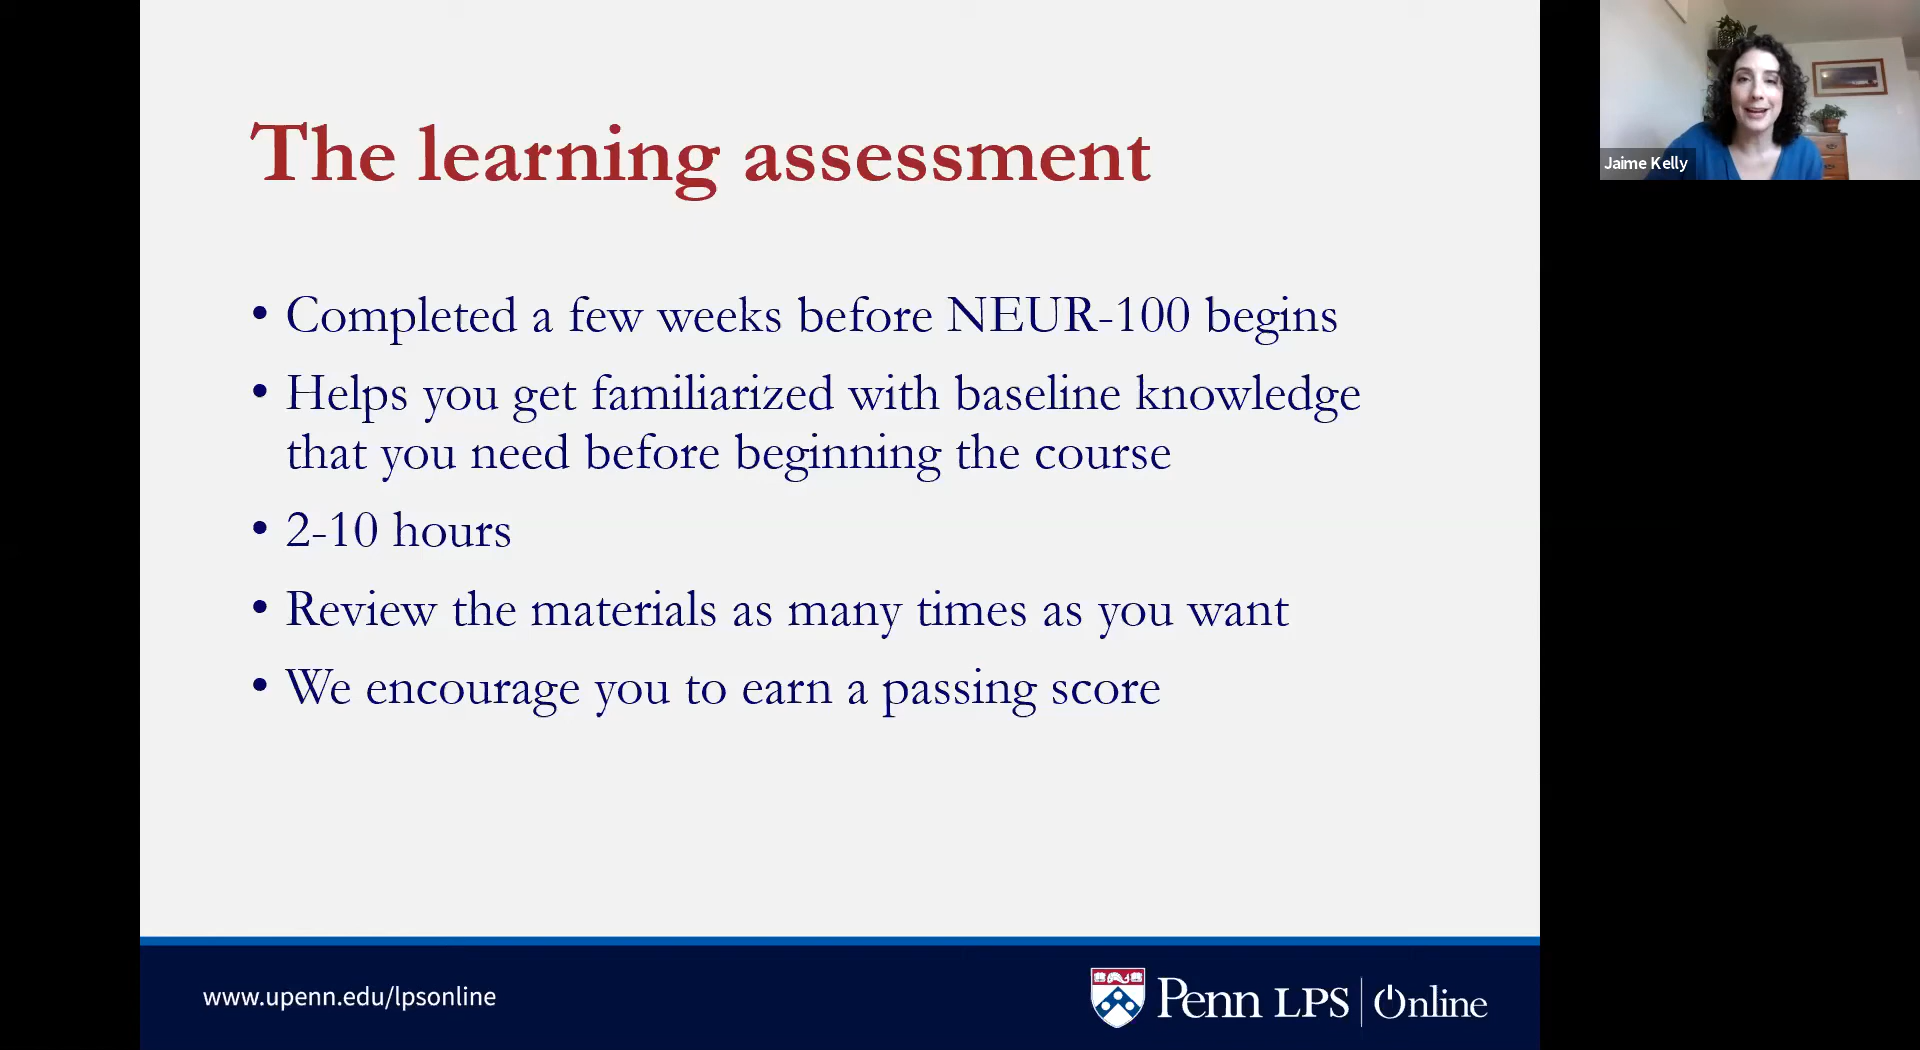 The learning assessment
• Completed a few weeks before NEUR-100 begins
• Helps you get familiarized with baseline knowledge
that you need before beginning the course
• 2-10 hours
• Review the materials as many times as you want
• We encourage you to earn a passing score
www.upenn.edu/lpsonline
Penn LPS | Online
Jaime Kelly